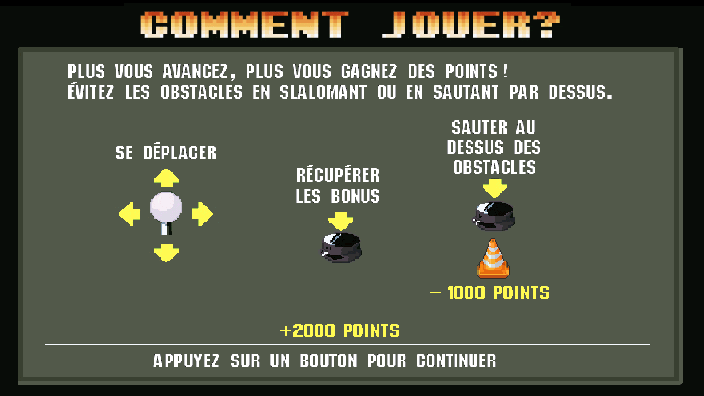 COMMENT JOUER?
PLUS VOUS AVANCEZ, PLUS VOUS GAGNEZ DES POINTS!
ÉVITEZ LES OBSTACLES EN SLALOMANT OU EN SAUTANT PAR DESSUS.
SE DÉPLACER
RÉCUPÉRER
LES BONUS
SAUTER AU
DESSUS DES
OBSTACLES
- 1000 POINTS
+2000 POINTS
APPUYEZ SUR UN BOUTON POUR CONTINUER